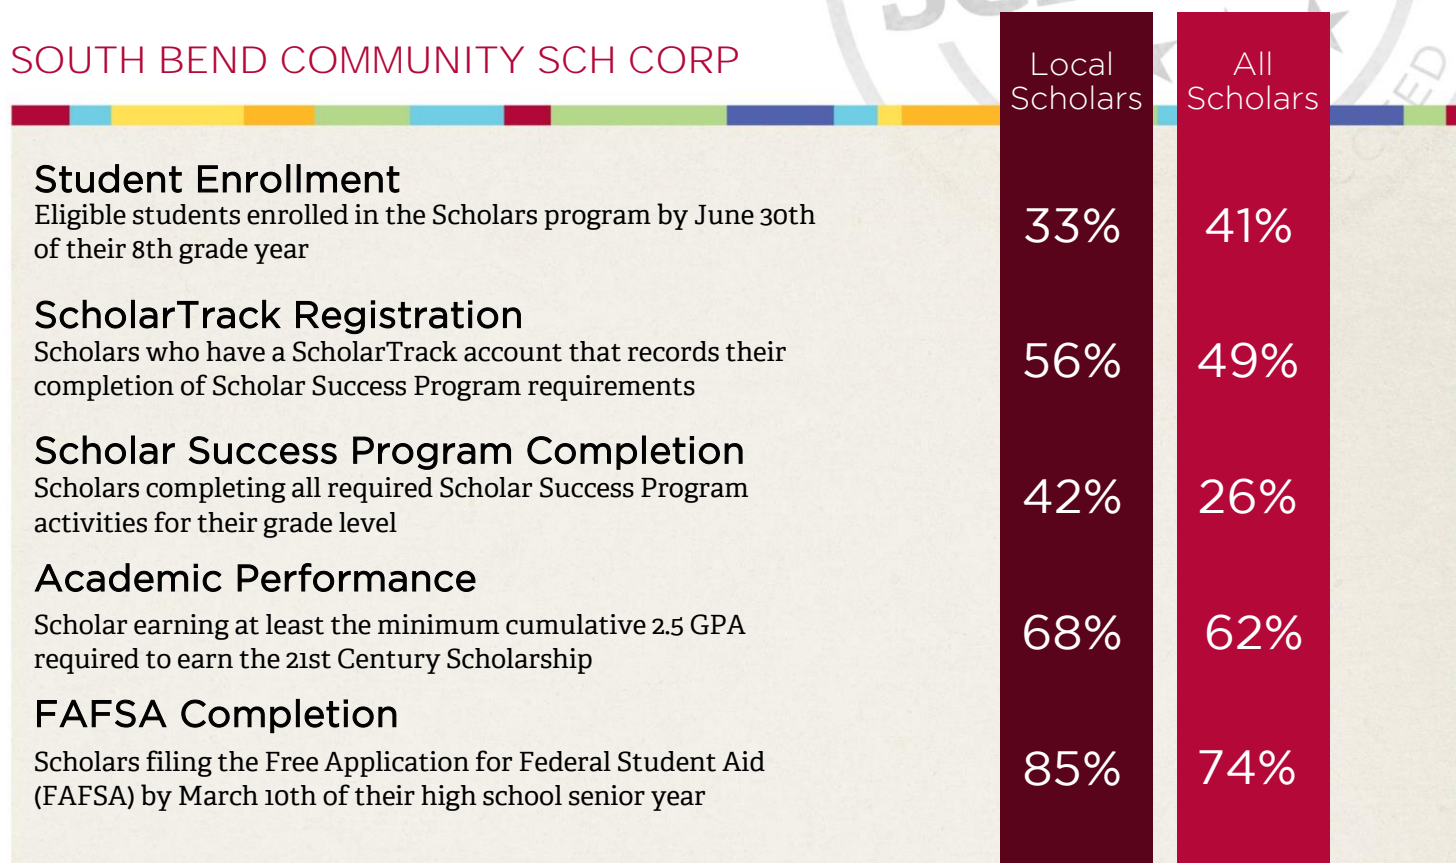 SOUTH BEND COMMUNITY SCH CORP
Local
Scholars
All
Scholars
Student Enrollment
Eligible students enrolled in the Scholars program by June 30th
of their 8th grade year
33%
41%
ScholarTrack Registration
Scholars who have a ScholarTrack account that records their
completion of Scholar Success Program requirements
56%
49%
Scholar Success Program Completion
Scholars completing all required Scholar Success Program
activities for their grade level
42%
26%
Academic Performance
Scholar earning at least the minimum cumulative 2.5 GPA
required to earn the 21st Century Scholarship
68%
62%
FAFSA Completion
Scholars filing the Free Application for Federal Student Aid
(FAFSA) by March 10th of their high school senior year
85%
74%